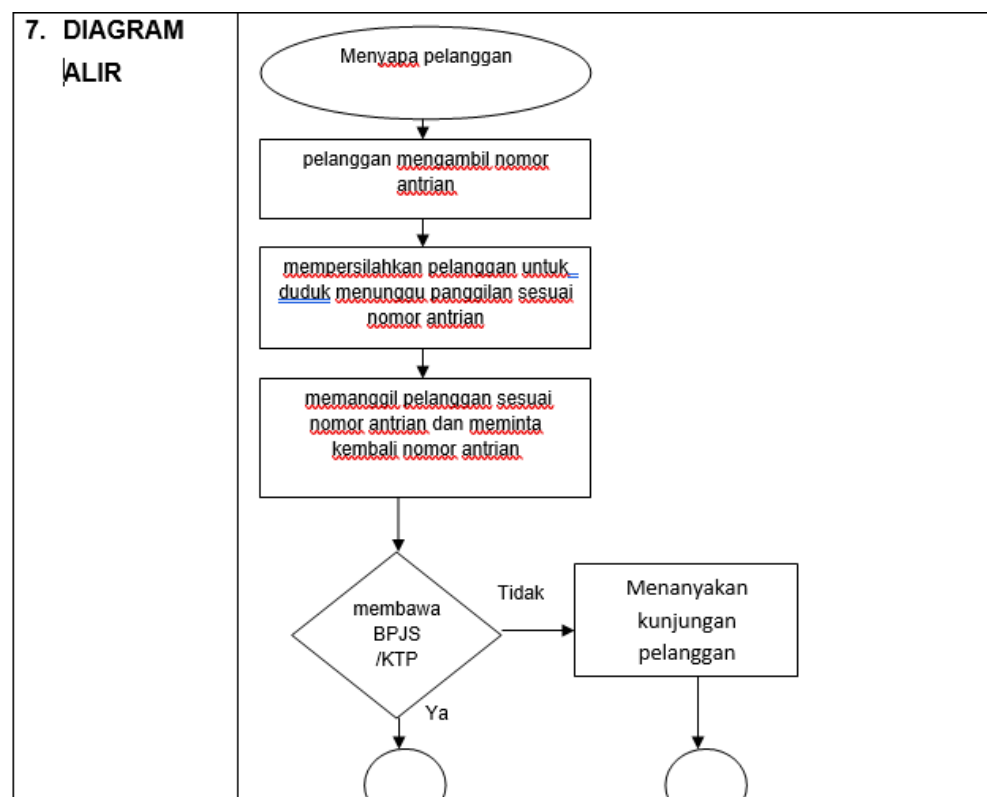 7. DIAGRAM
ALIR
Menyapa pelanggan
pelanggan mengambil nomor
antrian
mempersilahkan pelanggan untuk
duduk menunggu panggilan sesuai
nomor antrian
memanggil pelanggan sesuai
nomor antrian dan meminta
kembali nomor antrian
membawa
BPJS
/KTP
Tidak
Menanyakan
kunjungan
pelanggan
Ya